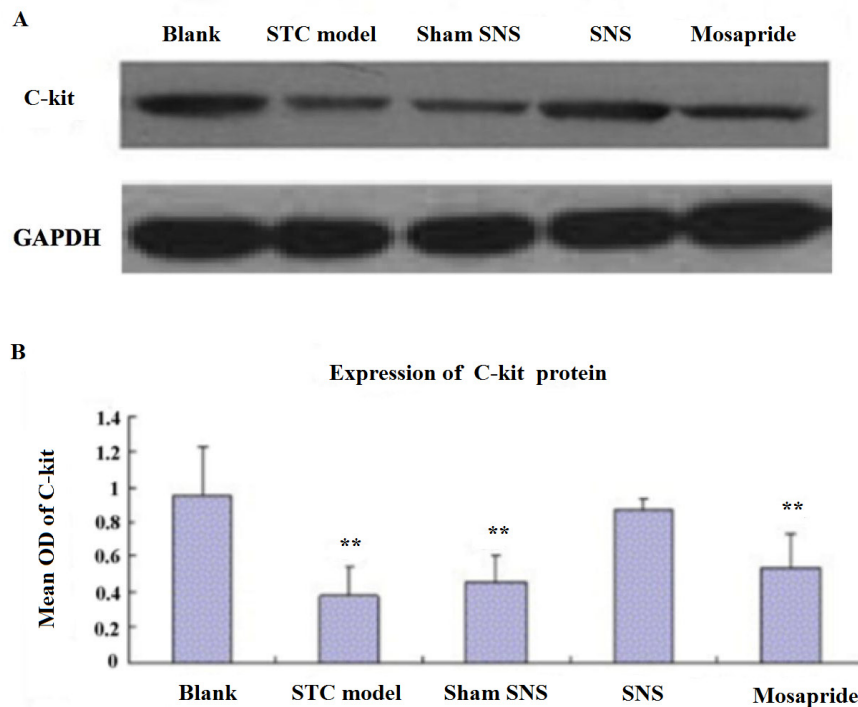 A
Blank STC model Sham SNS SNS Mosapride
C-kit
GAPDH
B
Expression of C-kit protein
1.4
1.2
1
0.8
0.6
0.4
0.2
0
Mean OD of C-kit
** ** **
Blank STC model Sham SNS SNS Mosapride